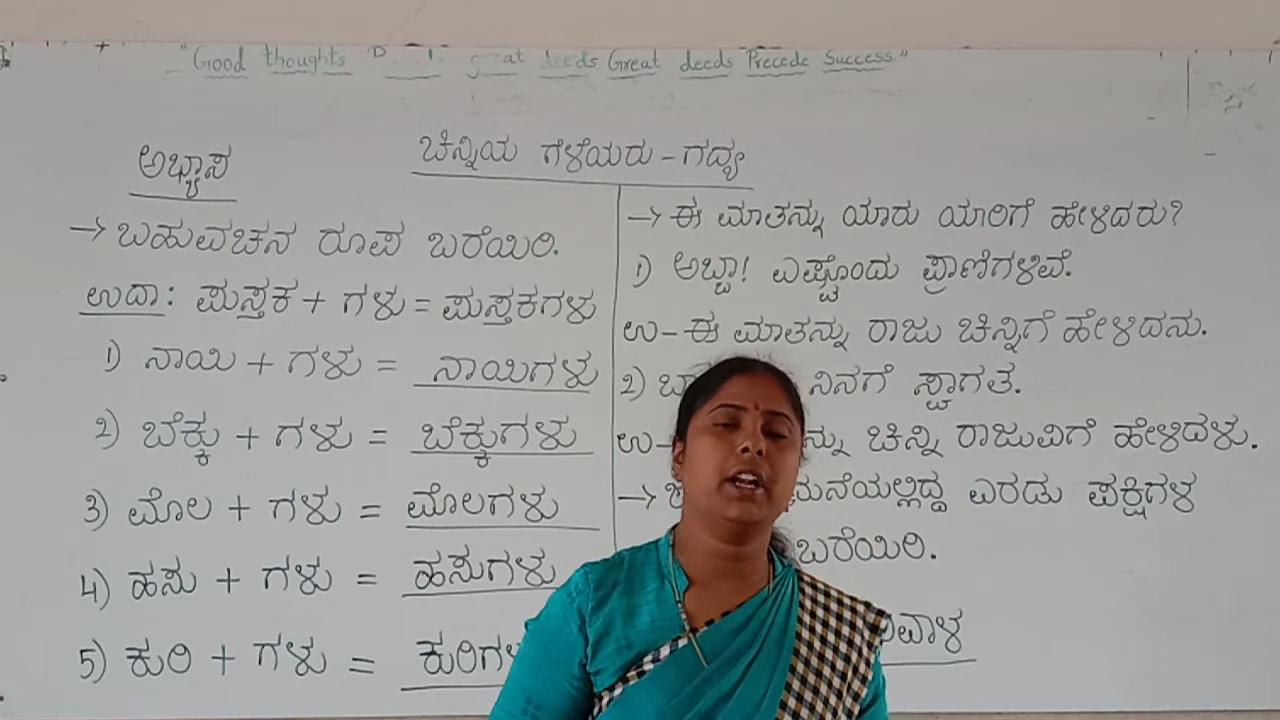 "Good thoughts great deeds Great deeds Precede Success."
ಚಿನ್ನಿಯ ಗೆಳೆಯರು - ಗದ್ಯ
ಅಭ್ಯಾಸ
→ ಬಹುವಚನ ರೂಪ ಬರೆಯಿರಿ.
ಉದಾ: ಪುಸ್ತಕ + ಗಳು = ಪುಸ್ತಕಗಳು
1) ನಾಯಿ + ಗಳು = ನಾಯಿಗಳು
2) ಬೆಕ್ಕು + ಗಳು = ಬೆಕ್ಕುಗಳು
3) ಮೊಲ + ಗಳು = ಮೊಲಗಳು
4) ಹಸು + ಗಳು = ಹಸುಗಳು
5) ಕುರಿ + ಗಳು =
→ ಈ ಮಾತನ್ನು ಯಾರು ಯಾರಿಗೆ ಹೇಳಿದರು?
1) ಅಬ್ಬಾ! ಎಷ್ಟೊಂದು ಪ್ರಾಣಿಗಳಿವೆ.
ಉ- ಈ ಮಾತನ್ನು ರಾಜು ಚಿನ್ನಿಗೆ ಹೇಳಿದನು.
2) ನಿನಗೆ ಸ್ವಾಗತ.
ಉ- ಚಿನ್ನಿ ರಾಜುವಿಗೆ ಹೇಳಿದಳು.
→ ಮನೆಯಲ್ಲಿದ್ದ ಎರಡು ಪಕ್ಷಿಗಳ
ಬರೆಯಿರಿ.